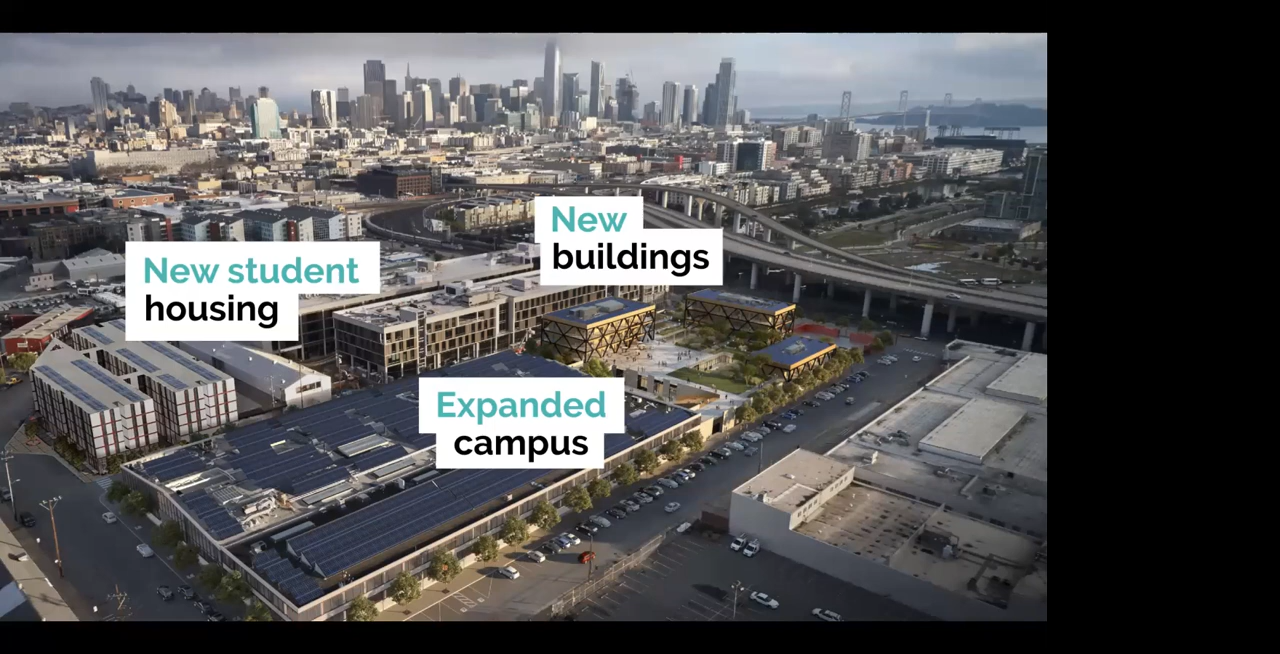 New
buildings
New student
housing
Expanded
campus